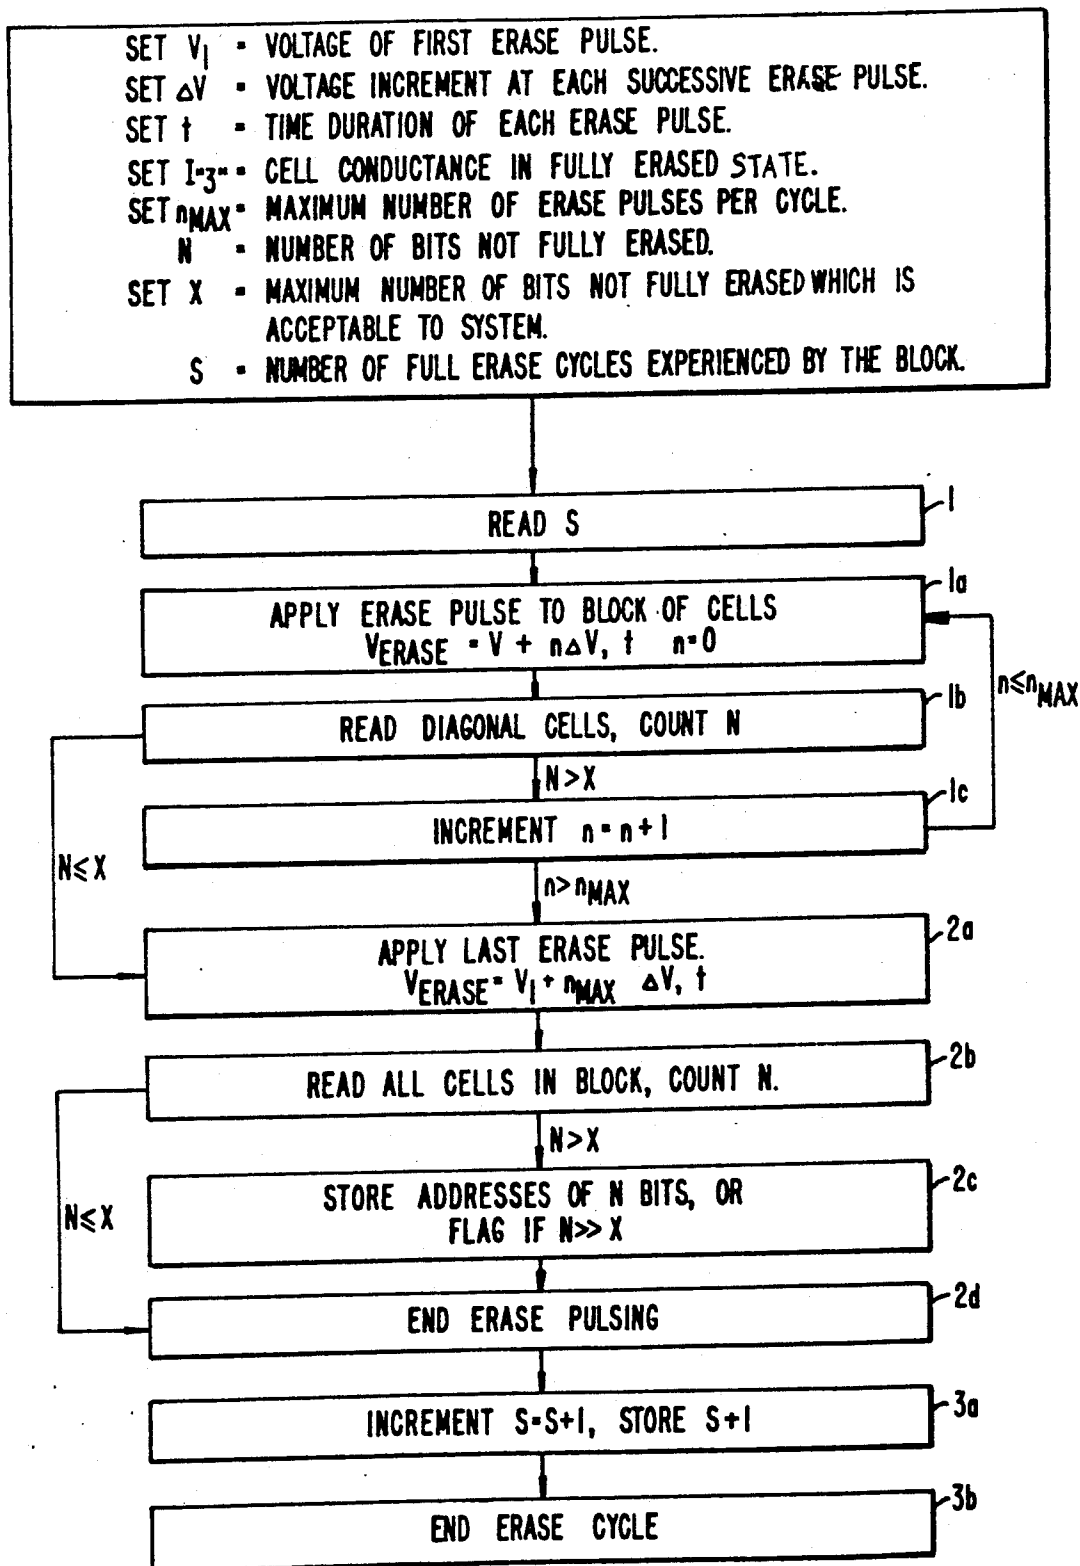 SET V1 = VOLTAGE OF FIRST ERASE PULSE.
SET ΔV = VOLTAGE INCREMENT AT EACH SUCCESSIVE ERASE PULSE.
SET t = TIME DURATION OF EACH ERASE PULSE.
SET I"3" = CELL CONDUCTANCE IN FULLY ERASED STATE.
SET nMAX = MAXIMUM NUMBER OF ERASE PULSES PER CYCLE.
N = NUMBER OF BITS NOT FULLY ERASED.
SET X = MAXIMUM NUMBER OF BITS NOT FULLY ERASED WHICH IS
ACCEPTABLE TO SYSTEM.
S = NUMBER OF FULL ERASE CYCLES EXPERIENCED BY THE BLOCK.
1
READ S
1a
APPLY ERASE PULSE TO BLOCK OF CELLS
VERASE = V + nΔV, t n=0
n≤nMAX
1b
READ DIAGONAL CELLS, COUNT N
N>X
1c
INCREMENT n=n+1
N≤X
n>nMAX
2a
APPLY LAST ERASE PULSE.
VERASE = V1 + nMAX ΔV, t
2b
READ ALL CELLS IN BLOCK, COUNT N.
N>X
2c
STORE ADDRESSES OF N BITS, OR
FLAG IF N>>X
N≤X
2d
END ERASE PULSING
3a
INCREMENT S=S+1, STORE S+1
3b
END ERASE CYCLE